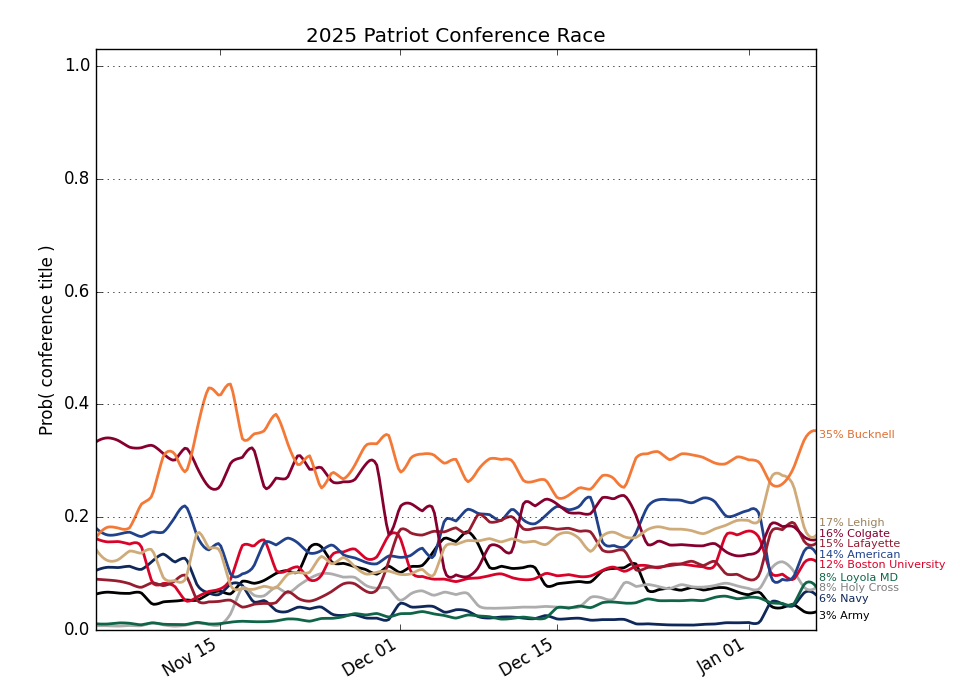 2025 Patriot Conference Race
Prob( conference title )
1.0
0.8
0.6
0.4
0.2
0.0
Nov 15
Dec 01
Dec 15
Jan 01
35% Bucknell
17% Lehigh
16% Colgate
15% Lafayette
14% American
12% Boston University
8% Loyola MD
8% Holy Cross
6% Navy
3% Army